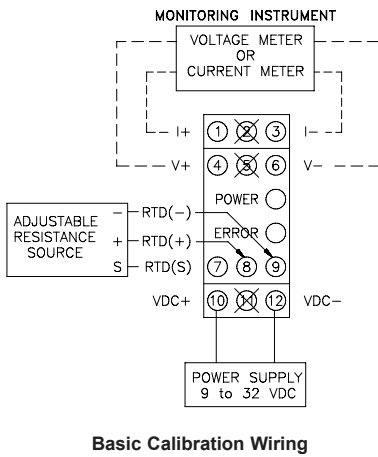 MONITORING INSTRUMENT
VOLTAGE METER
OR
CURRENT METER
I+ 1 2 3 I-
V+ 4 5 6 V-
POWER
ADJUSTABLE
RESISTANCE
SOURCE
- RTD(-)
+ RTD(+) ERROR
S RTD(S) 7 8 9
VDC+ 10 11 12 VDC-
POWER SUPPLY
9 to 32 VDC
Basic Calibration Wiring